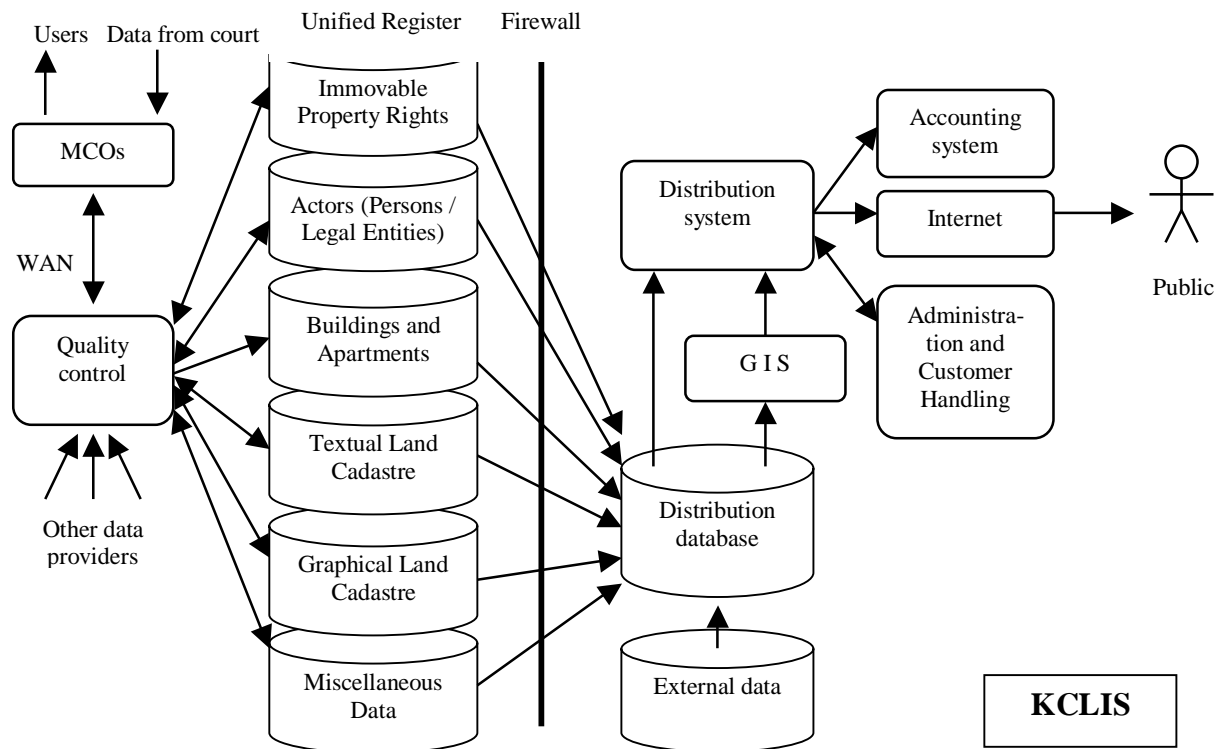 Unified Register
Firewall
Users
Data from court
Immovable
Property Rights
MCOs
Actors (Persons /
Legal Entities)
WAN
Quality
control
Buildings and
Apartments
Textual Land
Cadastre
Other data
providers
Graphical Land
Cadastre
Miscellaneous
Data
Distribution
system
G I S
Distribution
database
External data
Accounting
system
Internet
Administra-
tion and
Customer
Handling
Public
KCLIS